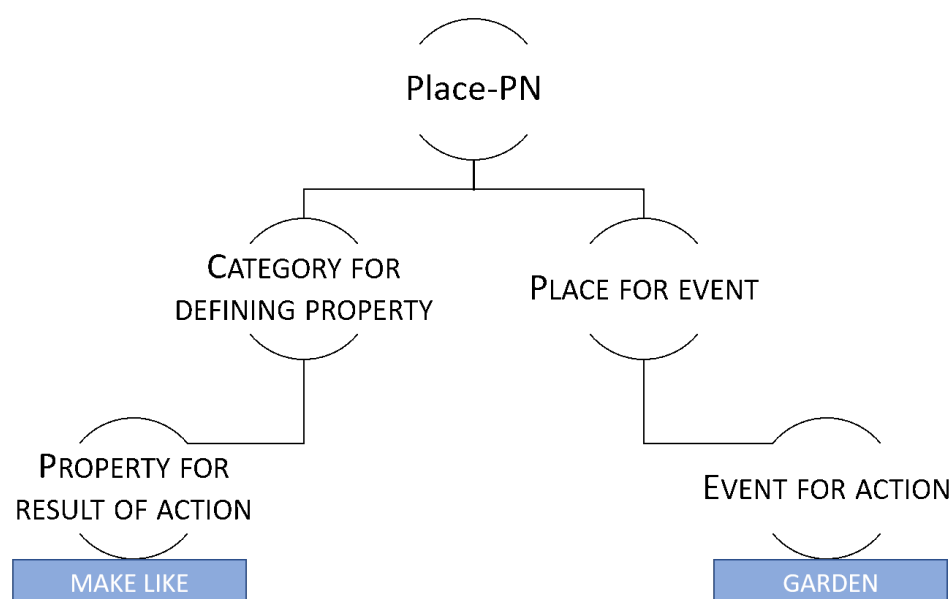 Place-PN
CATEGORY FOR
DEFINING PROPERTY
PLACE FOR EVENT
PROPERTY FOR
RESULT OF ACTION
EVENT FOR ACTION
MAKE LIKE
GARDEN